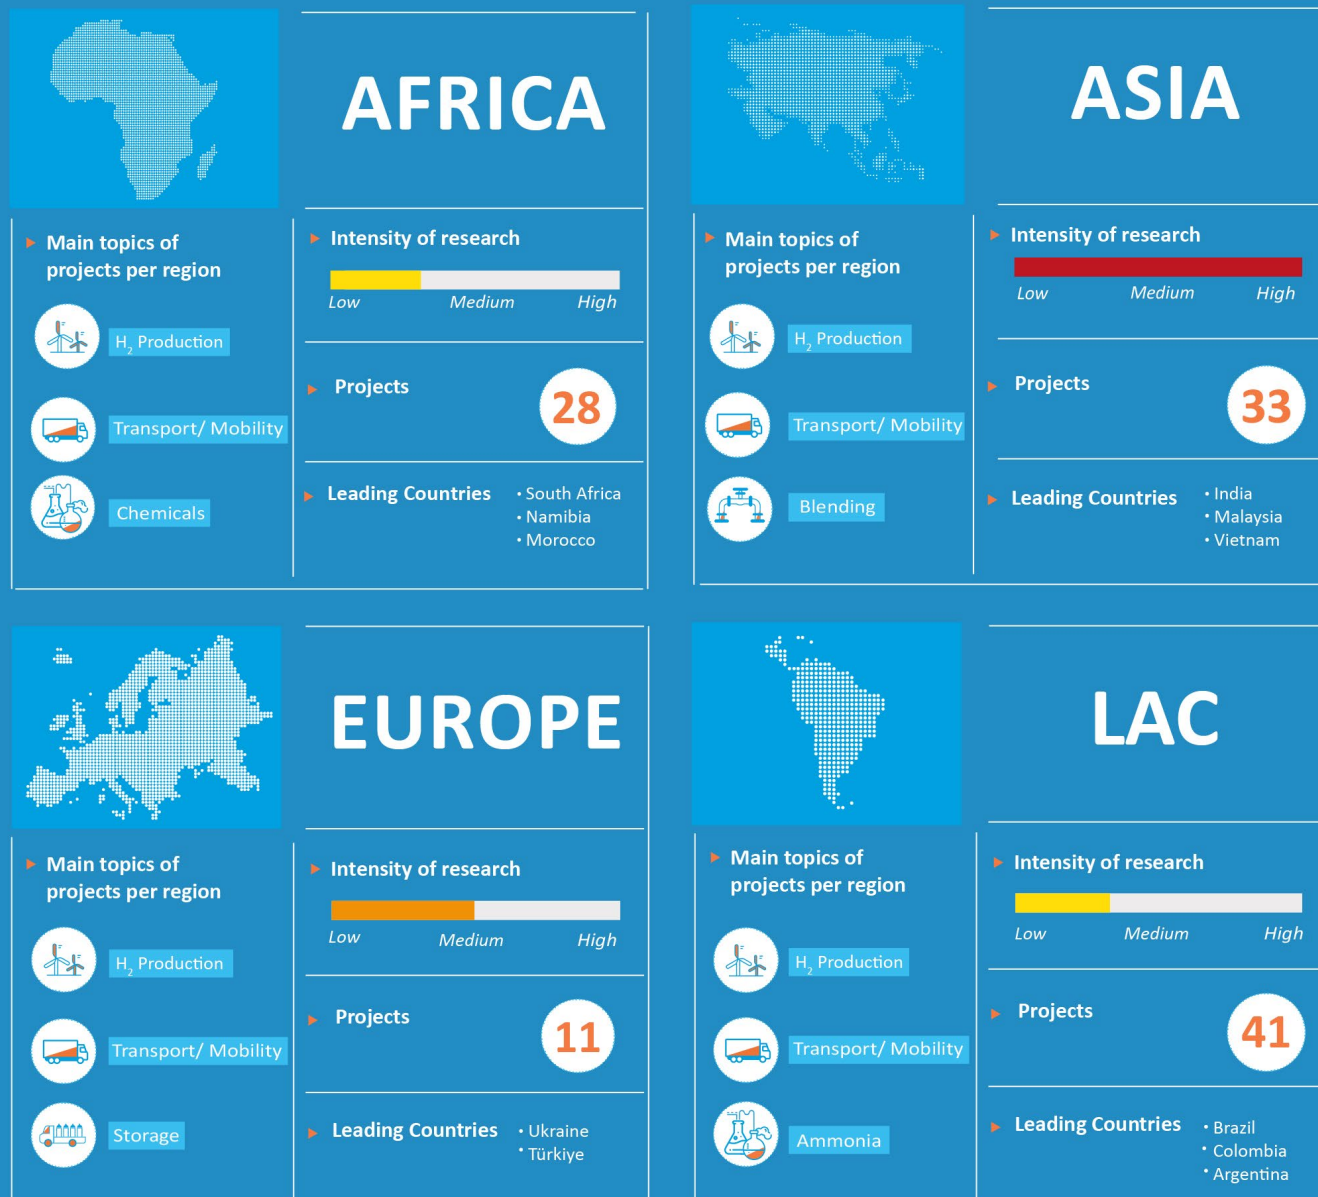 AFRICA
Main topics of
projects per region
H₂ Production
Transport/ Mobility
Chemicals
Intensity of research
Low Medium High
Projects
28
Leading Countries
• South Africa
• Namibia
• Morocco
ASIA
Main topics of
projects per region
H₂ Production
Transport/ Mobility
Blending
Intensity of research
Low Medium High
Projects
33
Leading Countries
• India
• Malaysia
• Vietnam
EUROPE
Main topics of
projects per region
H₂ Production
Transport/ Mobility
Storage
Intensity of research
Low Medium High
Projects
11
Leading Countries
• Ukraine
• Türkiye
LAC
Main topics of
projects per region
H₂ Production
Transport/ Mobility
Ammonia
Intensity of research
Low Medium High
Projects
41
Leading Countries
• Brazil
• Colombia
• Argentina